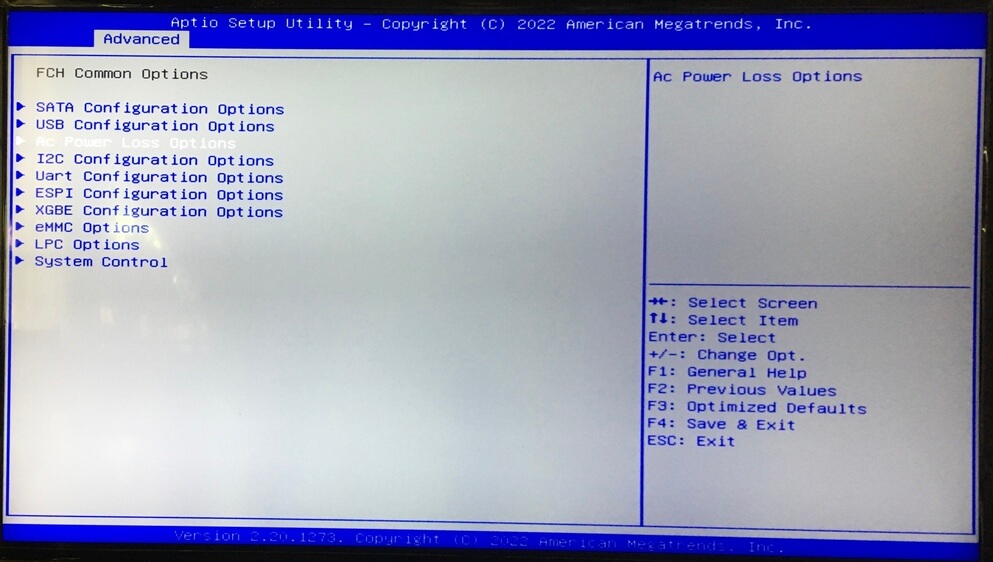 Aptio Setup Utility – Copyright (C) 2022 American Megatrends, Inc.
Advanced
FCH Common Options
SATA Configuration Options
USB Configuration Options
Ac Power Loss Options
I2C Configuration Options
Uart Configuration Options
ESPI Configuration Options
XGBE Configuration Options
eMMC Options
LPC Options
System Control
Ac Power Loss Options
→←: Select Screen
↑↓: Select Item
Enter: Select
+/-: Change Opt.
F1: General Help
F2: Previous Values
F3: Optimized Defaults
F4: Save & Exit
ESC: Exit
Version 2.20.1273. Copyright (C) 2022 American Megatrends, Inc.